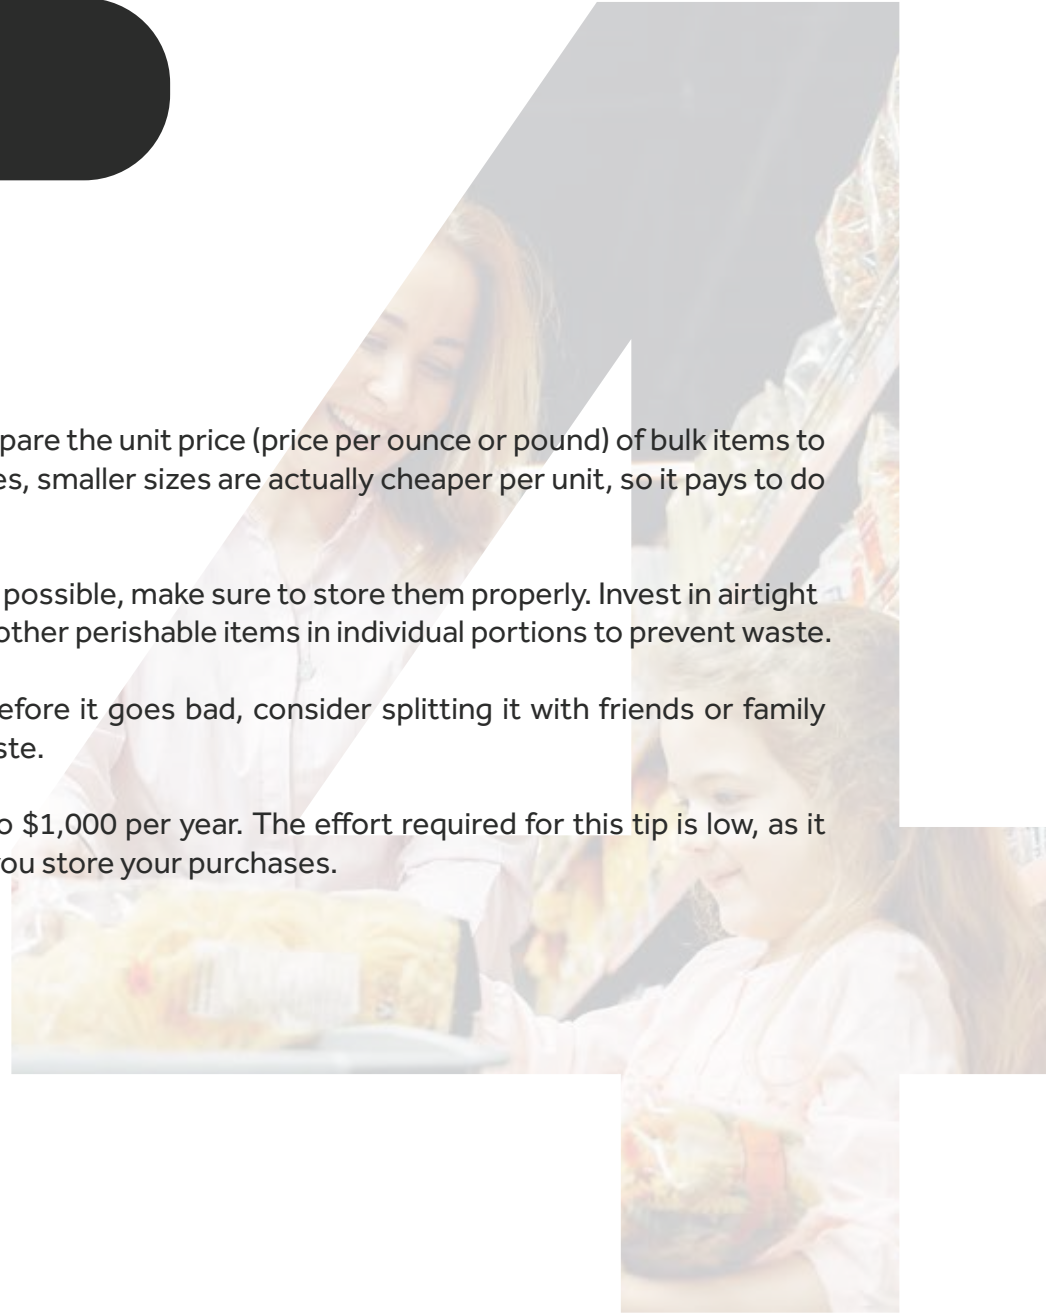 pare the unit price (price per ounce or pound) of bulk items to
es, smaller sizes are actually cheaper per unit, so it pays to do
possible, make sure to store them properly. Invest in airtight
other perishable items in individual portions to prevent waste.
efore it goes bad, consider splitting it with friends or family
ste.
o $1,000 per year. The effort required for this tip is low, as it
ou store your purchases.
4